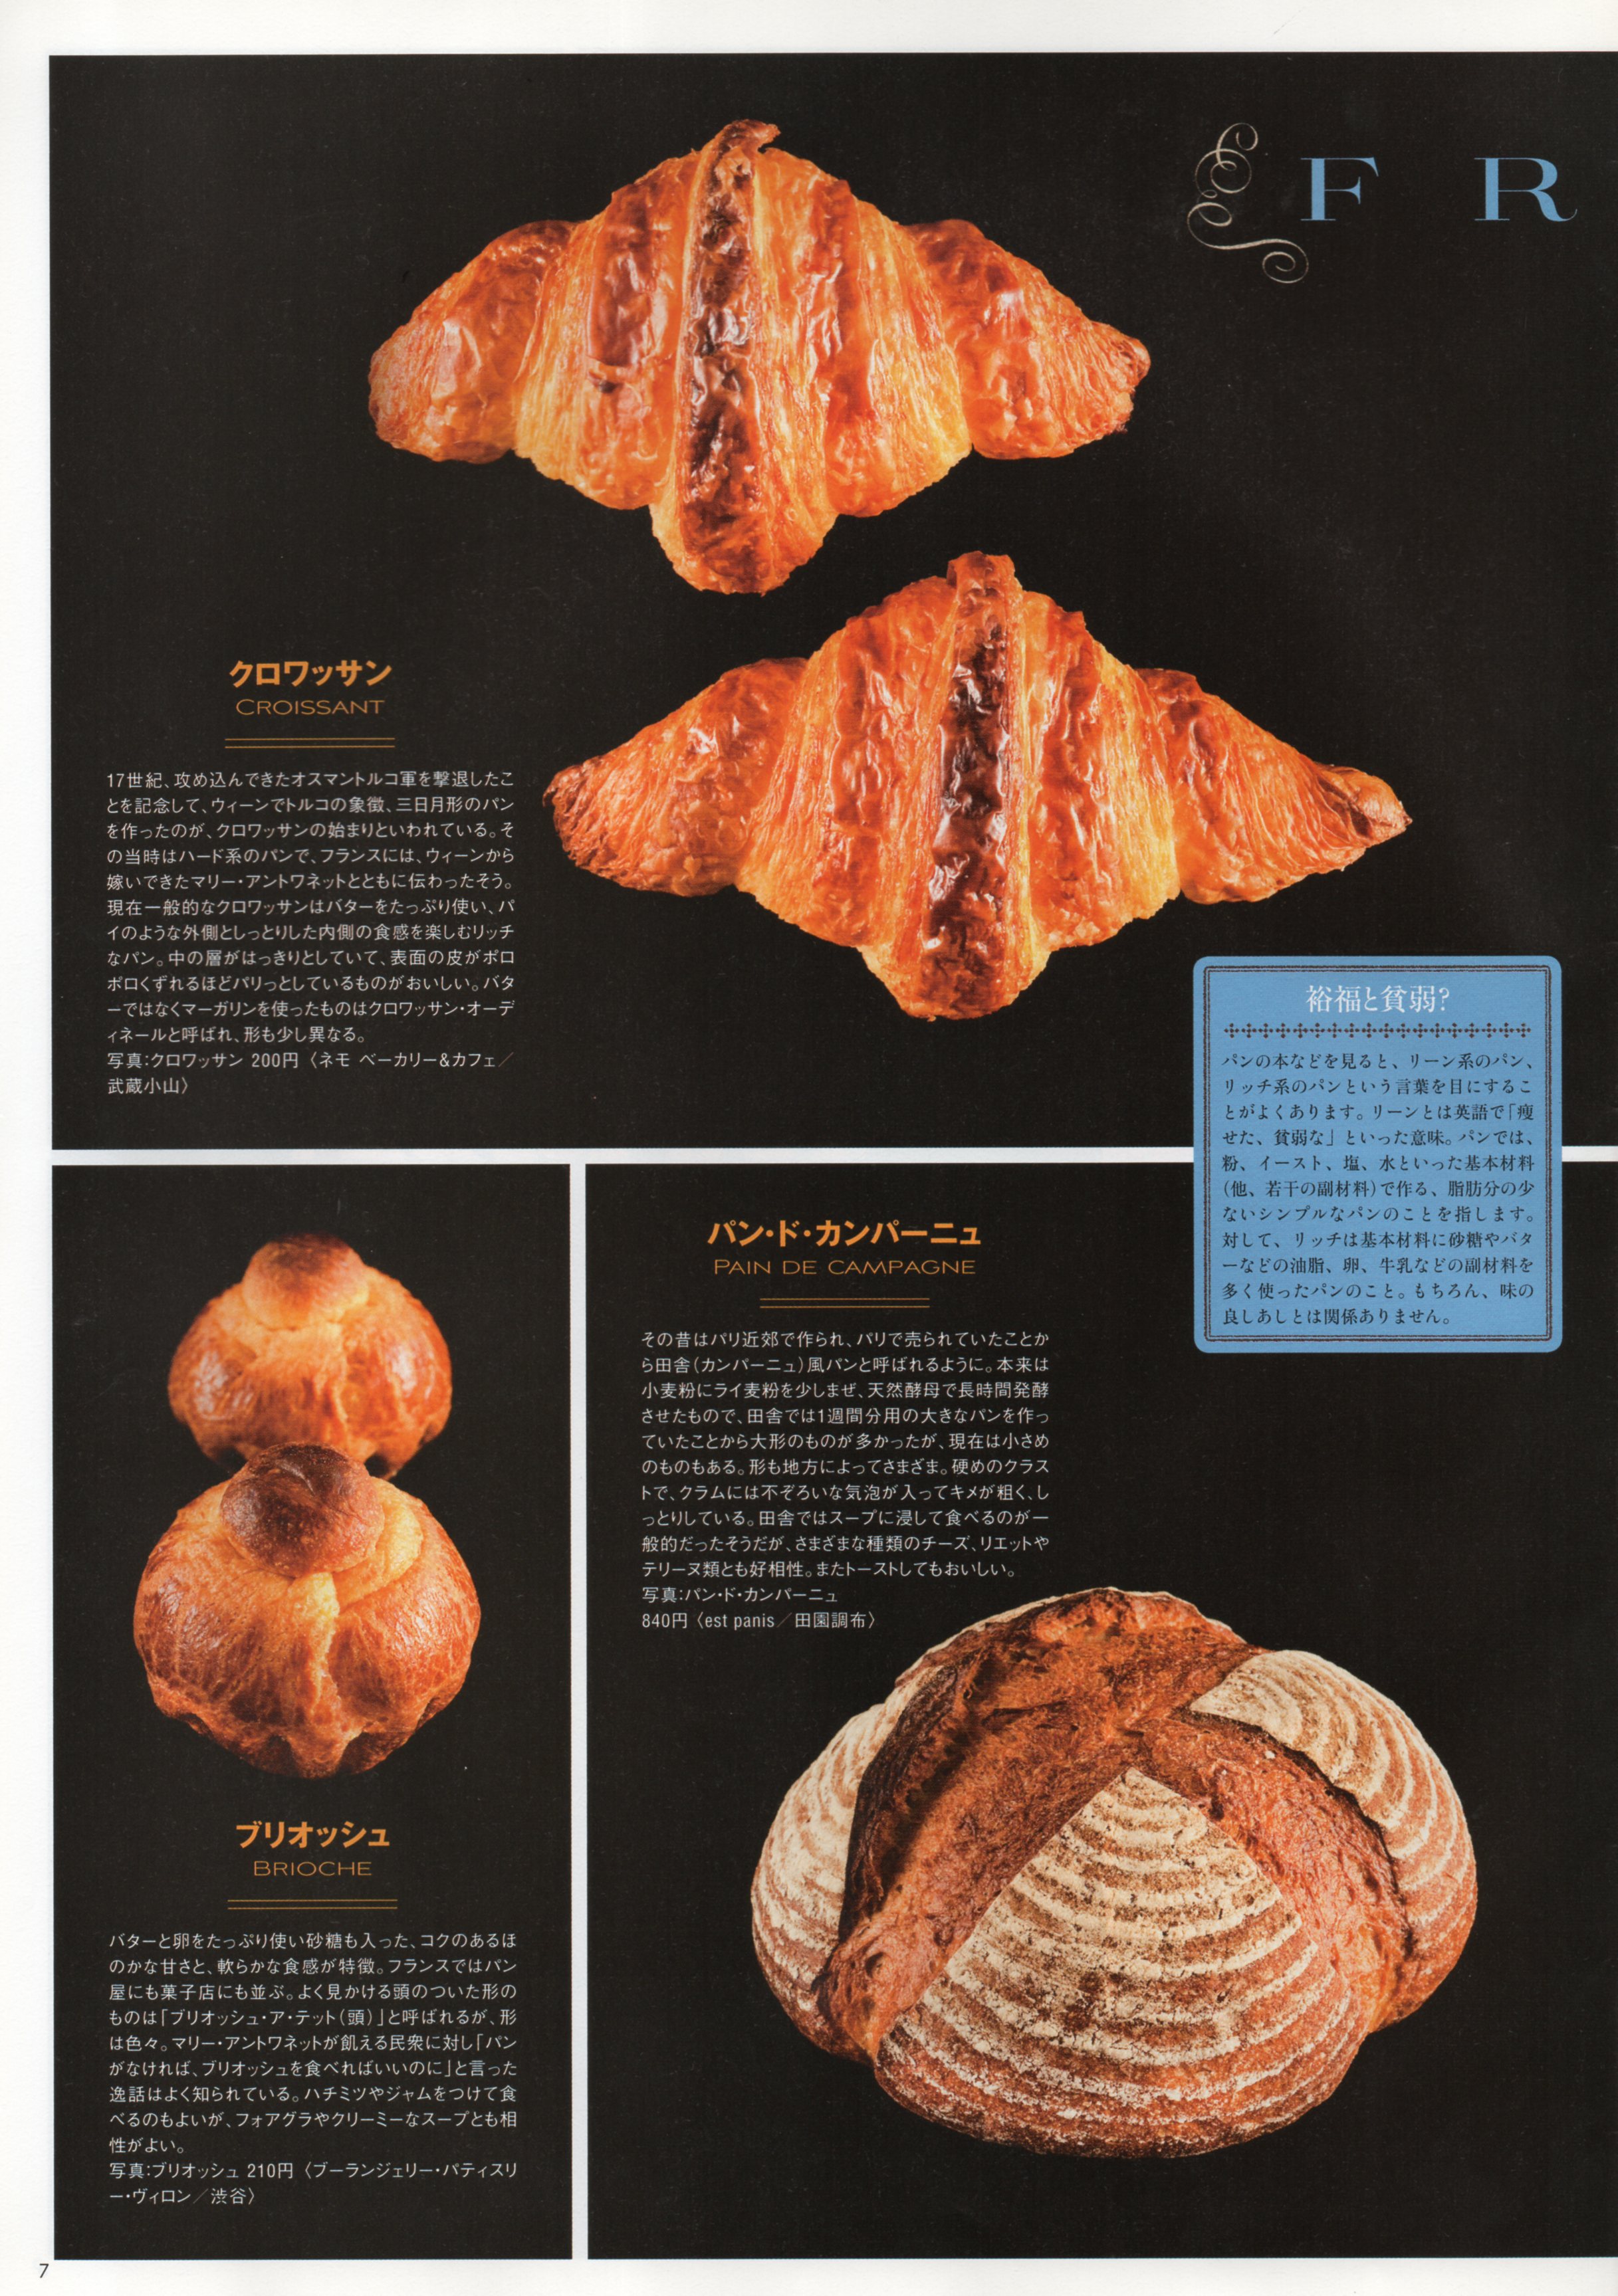 F R
クロワッサン
CROISSANT
17世紀、攻め込んできたオスマントルコ軍を撃退したこ
とを記念して、ウィーンでトルコの象徴、三日月形のパン
を作ったのが、クロワッサンの始まりといわれている。そ
の当時はハード系のパンで、フランスには、ウィーンから
嫁いできたマリー・アントワネットとともに伝わったそう。
現在一般的なクロワッサンはバターをたっぷり使い、パ
イのような外側としっとりした内側の食感を楽しむリッチ
なパン。中の層がはっきりとしていて、表面の皮がポロ
ポロくずれるほどパリっとしているものがおいしい。バタ
ーではなくマーガリンを使ったものはクロワッサン・オーデ
ィネールと呼ばれ、形も少し異なる。
写真:クロワッサン 200円〈ネモ ベーカリー&カフェ／
武蔵小山〉
裕福と貧弱?
パンの本などを見ると、リーン系のパン、
リッチ系のパンという言葉を目にするこ
とがよくあります。リーンとは英語で「痩
せた、貧弱な」といった意味。パンでは、
粉、イースト、塩、水といった基本材料
(他、若干の副材料)で作る、脂肪分の少
ないシンプルなパンのことを指します。
対して、リッチは基本材料に砂糖やバタ
ーなどの油脂、卵、牛乳などの副材料を
多く使ったパンのこと。もちろん、味の
良しあしとは関係ありません。
パン・ド・カンパーニュ
PAIN DE CAMPAGNE
その昔はパリ近郊で作られ、パリで売られていたことか
ら田舎(カンパーニュ)風パンと呼ばれるように。本来は
小麦粉にライ麦粉を少しまぜ、天然酵母で長時間発酵
させたもので、田舎では1週間分用の大きなパンを作っ
ていたことから大形のものが多かったが、現在は小さめ
のものもある。形も地方によってさまざま。硬めのクラス
トで、クラムには不ぞろいな気泡が入ってキメが粗く、し
っとりしている。田舎ではスープに浸して食べるのが一
般的だったそうだが、さまざまな種類のチーズ、リエットや
テリーヌ類とも好相性。またトーストしてもおいしい。
写真:パン・ド・カンパーニュ
840円〈est panis／田園調布〉
ブリオッシュ
BRIOCHE
バターと卵をたっぷり使い砂糖も入った、コクのあるほ
のかな甘さと、軟らかな食感が特徴。フランスではパン
屋にも菓子店にも並ぶ。よく見かける頭のついた形の
ものは「ブリオッシュ・ア・テット(頭)」と呼ばれるが、形
は色々。マリー・アントワネットが飢える民衆に対し「パン
がなければ、ブリオッシュを食べればいいのに」と言った
逸話はよく知られている。ハチミツやジャムをつけて食
べるのもよいが、フォアグラやクリーミーなスープとも相
性がよい。
写真:ブリオッシュ 210円〈ブーランジェリー・パティスリ
ー・ヴィロン／渋谷〉
7